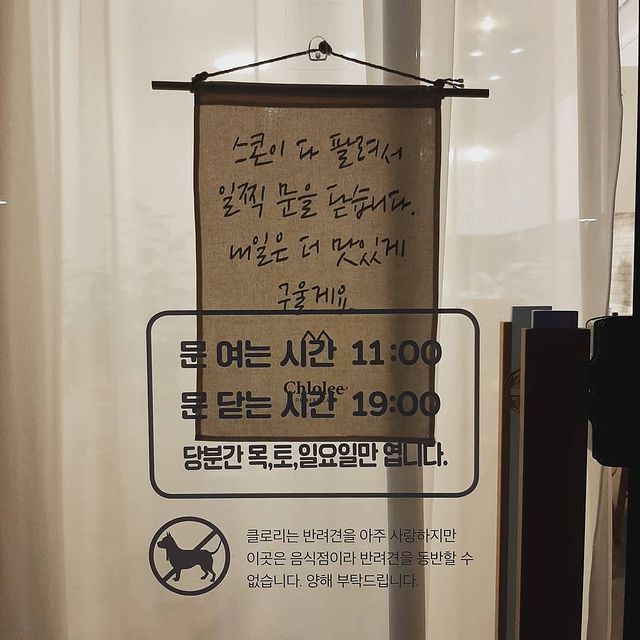 스콘이 다 팔려서
일찍 문을 닫습니다.
내일은 더 맛있게
구울게요.
문 여는 시간 11:00
Chlolee
문 닫는 시간 19:00
당분간 목,토,일요일만 엽니다.
클로리는 반려견을 아주 사랑하지만
이곳은 음식점이라 반려견을 동반할 수
없습니다. 양해 부탁드립니다.